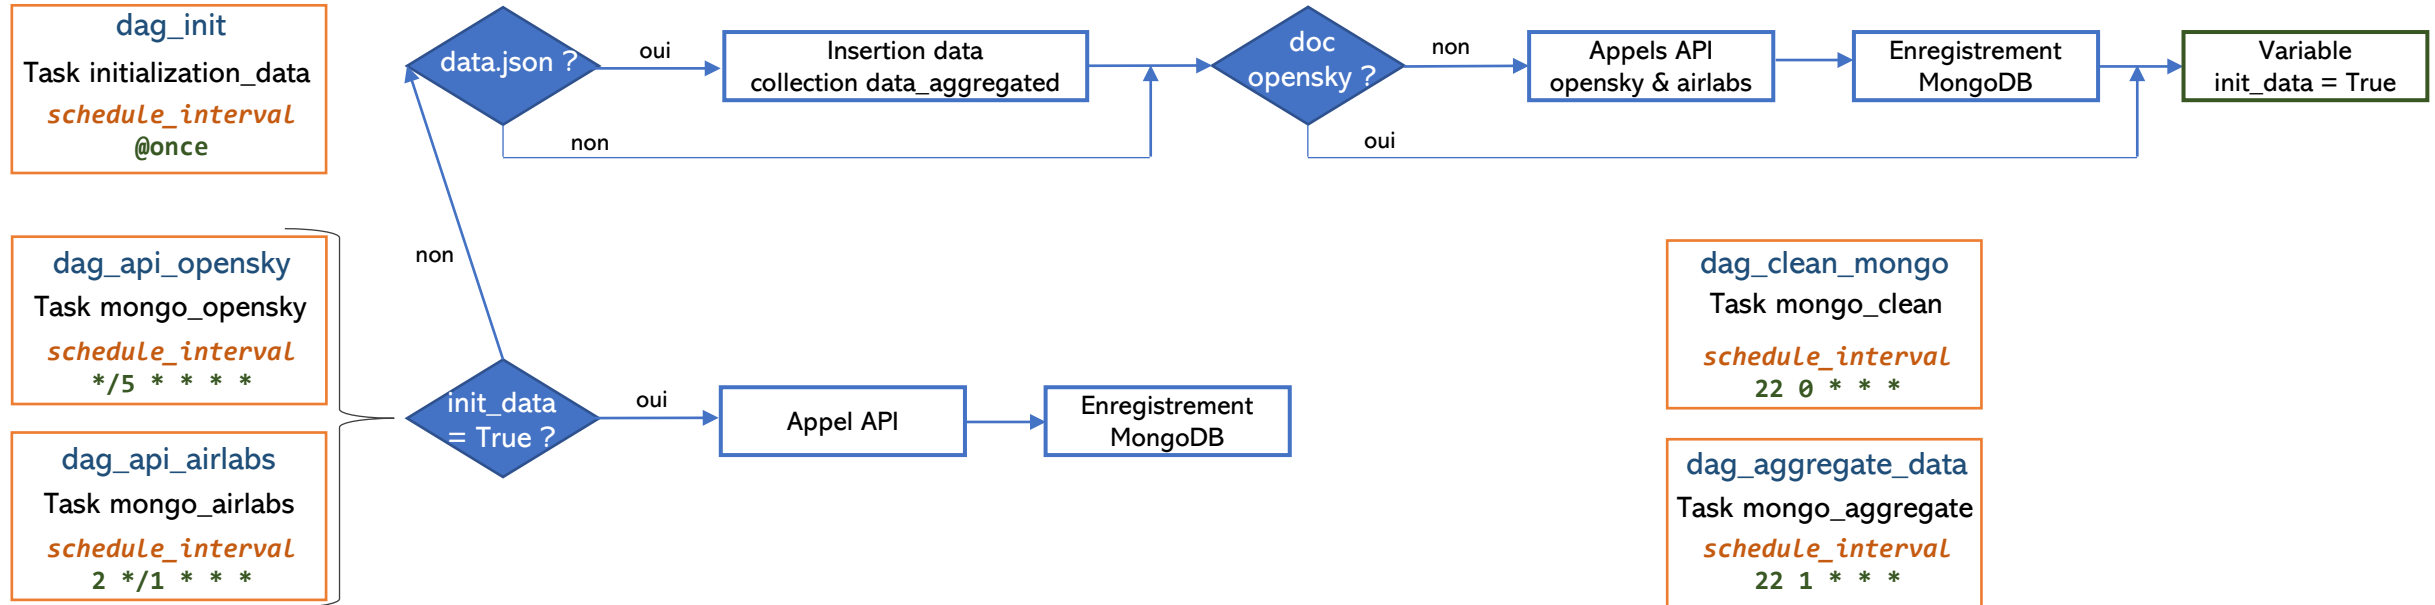 dag_init
Task initialization_data
schedule_interval
@once
data.json ?
oui
non
Insertion data
collection data_aggregated
doc
opensky ?
non
oui
Appels API
opensky & airlabs
Enregistrement
MongoDB
Variable
init_data = True
dag_api_opensky
Task mongo_opensky
schedule_interval
*/5 * * * *
dag_api_airlabs
Task mongo_airlabs
schedule_interval
2 */1 * * *
non
init_data
= True ?
oui
Appel API
Enregistrement
MongoDB
dag_clean_mongo
Task mongo_clean
schedule_interval
22 0 * * *
dag_aggregate_data
Task mongo_aggregate
schedule_interval
22 1 * * *